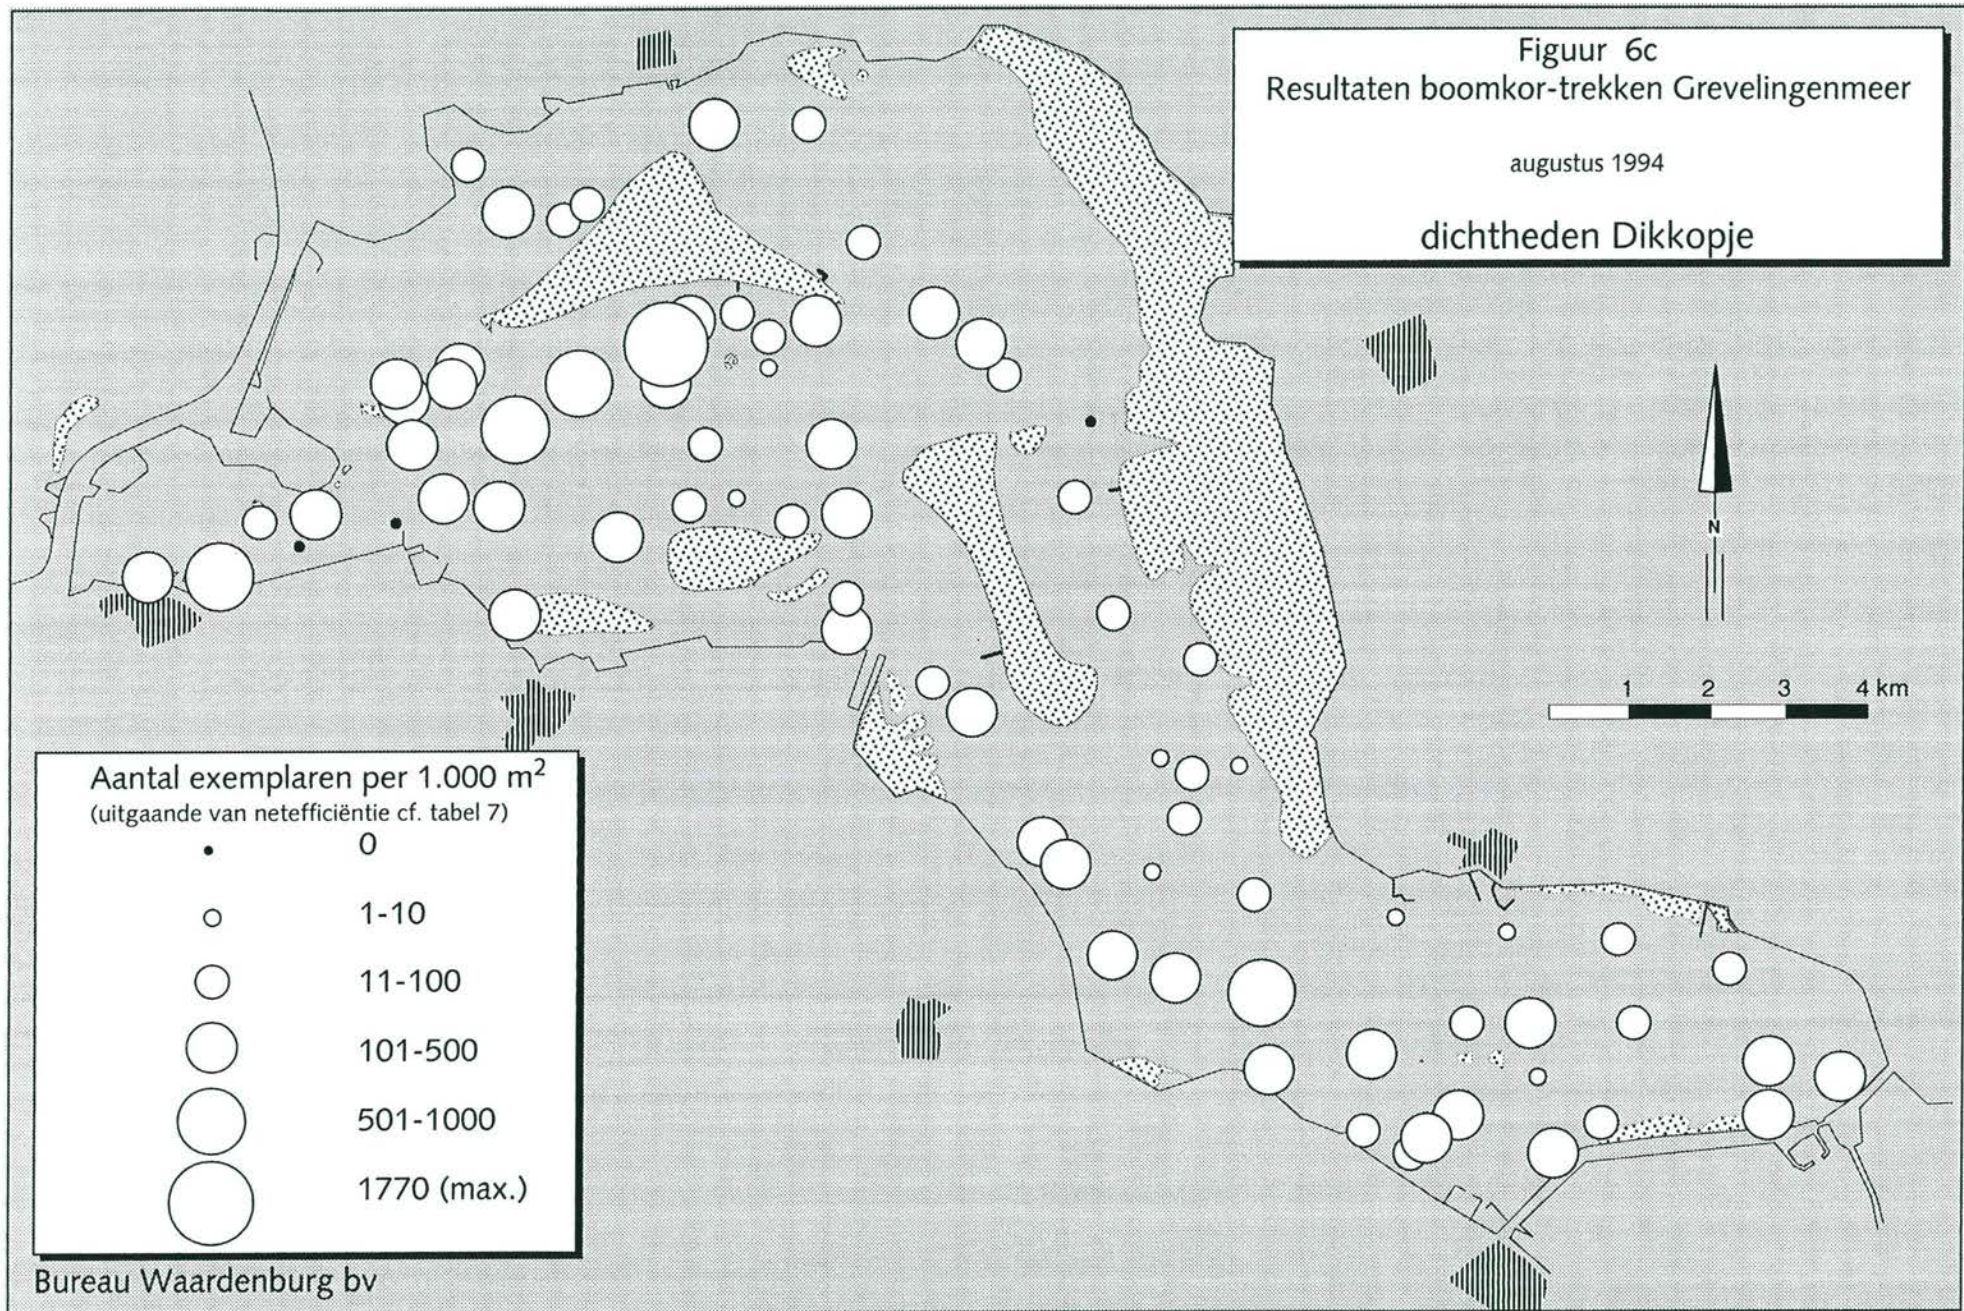 Figuur 6c
Resultaten boomkor-trekken Grevelingenmeer
augustus 1994
dichtheden Dikkopje
N
1 2 3 4 km
Aantal exemplaren per 1.000 m²
(uitgaande van netefficiëntie cf. tabel 7)
0
1-10
11-100
101-500
501-1000
1770 (max.)
Bureau Waardenburg bv